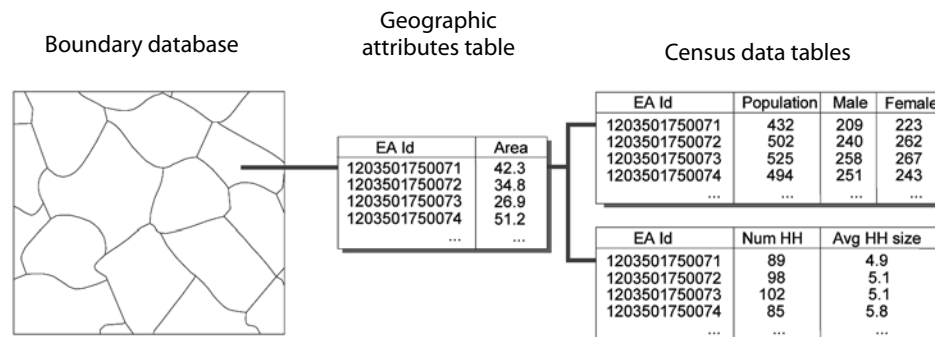 Boundary database
Geographic
attributes table
Census data tables
EA Id Area
1203501750071 42.3
1203501750072 34.8
1203501750073 26.9
1203501750074 51.2
... ...
EA Id Population Male Female
1203501750071 432 209 223
1203501750072 502 240 262
1203501750073 525 258 267
1203501750074 494 251 243
... ... ... ...
EA Id Num HH Avg HH size
1203501750071 89 4.9
1203501750072 98 5.1
1203501750073 102 5.1
1203501750074 85 5.8
... ... ...